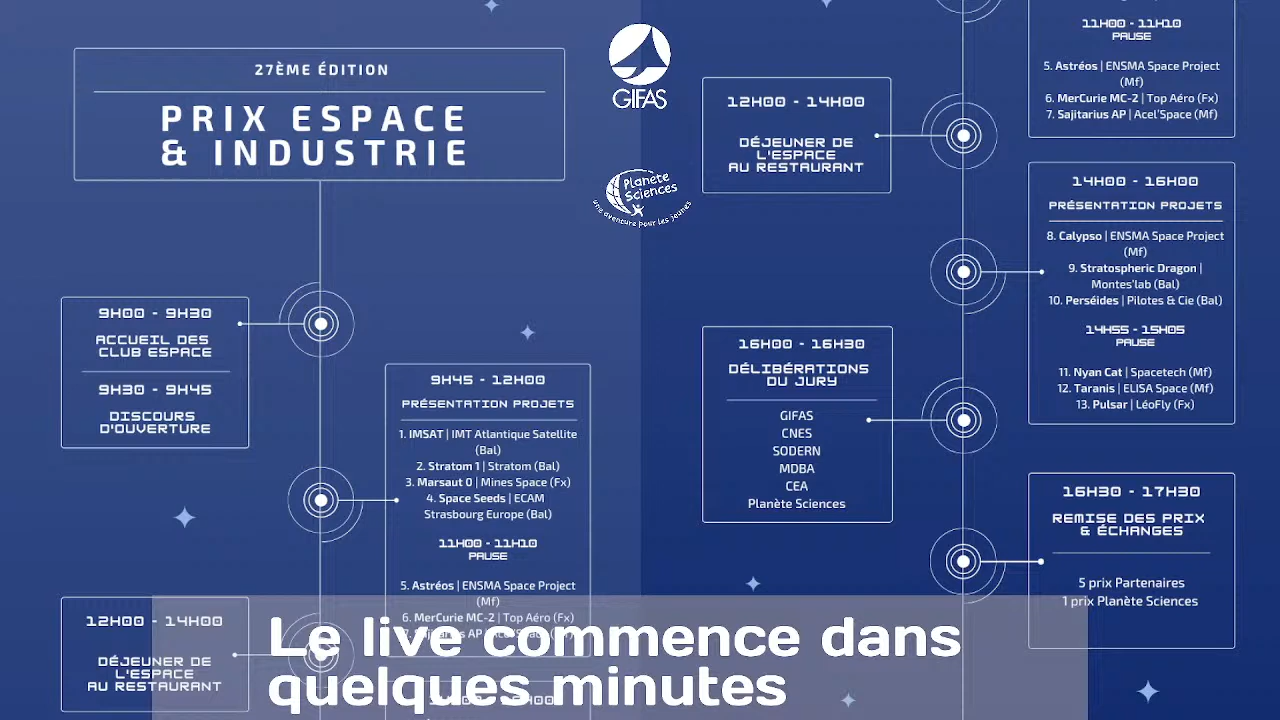 27ÈME ÉDITION
PRIX ESPACE
& INDUSTRIE
9H00 - 9H30
ACCUEIL DES
CLUB ESPACE
9H30 - 9H45
DISCOURS
D'OUVERTURE
9H45 - 12H00
PRÉSENTATION PROJETS
1. IMSAT | IMT Atlantique Satellite
(Bal)
2. Stratom 1 | Stratom (Bal)
3. Marsaut 0 | Mines Space (Fx)
4. Space Seeds | ECAM
Strasbourg Europe (Bal)
11H00 - 11H10
PAUSE
5. Astréos | ENSMA Space Project
(Mf)
6. MerCurie MC-2 | Top Aéro (Fx)
12H00 - 14H00
DÉJEUNER DE
L'ESPACE
AU RESTAURANT
GIFAS
Planète
Sciences
une aventure pour les jeunes
12H00 - 14H00
DÉJEUNER DE
L'ESPACE
AU RESTAURANT
16H00 - 16H30
DÉLIBÉRATIONS
DU JURY
GIFAS
CNES
SODERN
MDBA
CEA
Planète Sciences
11H00 - 11H10
PAUSE
5. Astréos | ENSMA Space Project
(Mf)
6. MerCurie MC-2 | Top Aéro (Fx)
7. Sajitarius AP | Acel'Space (Mf)
14H00 - 16H00
PRÉSENTATION PROJETS
8. Calypso | ENSMA Space Project
(Mf)
9. Stratospheric Dragon |
Montes'lab (Bal)
10. Perséides | Pilotes & Cie (Bal)
14H55 - 15H05
PAUSE
11. Nyan Cat | Spacetech (Mf)
12. Taranis | ELISA Space (Mf)
13. Pulsar | LéoFly (Fx)
16H30 - 17H30
REMISE DES PRIX
& ÉCHANGES
5 prix Partenaires
1 prix Planète Sciences
Le live commence dans
quelques minutes